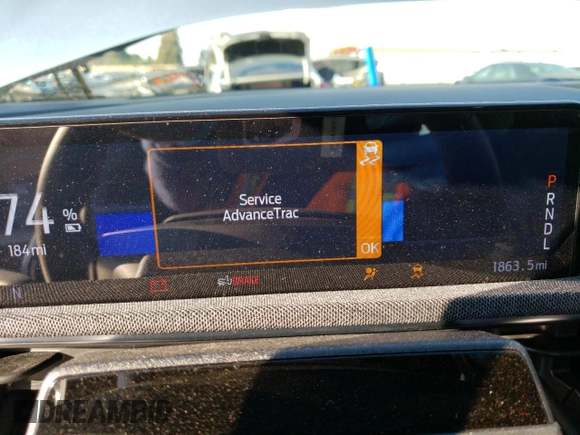 74 %
184mi
Service
AdvanceTrac
OK
P
R
N
D
L
1863.5mi
N
BRAKE
DREAMBID